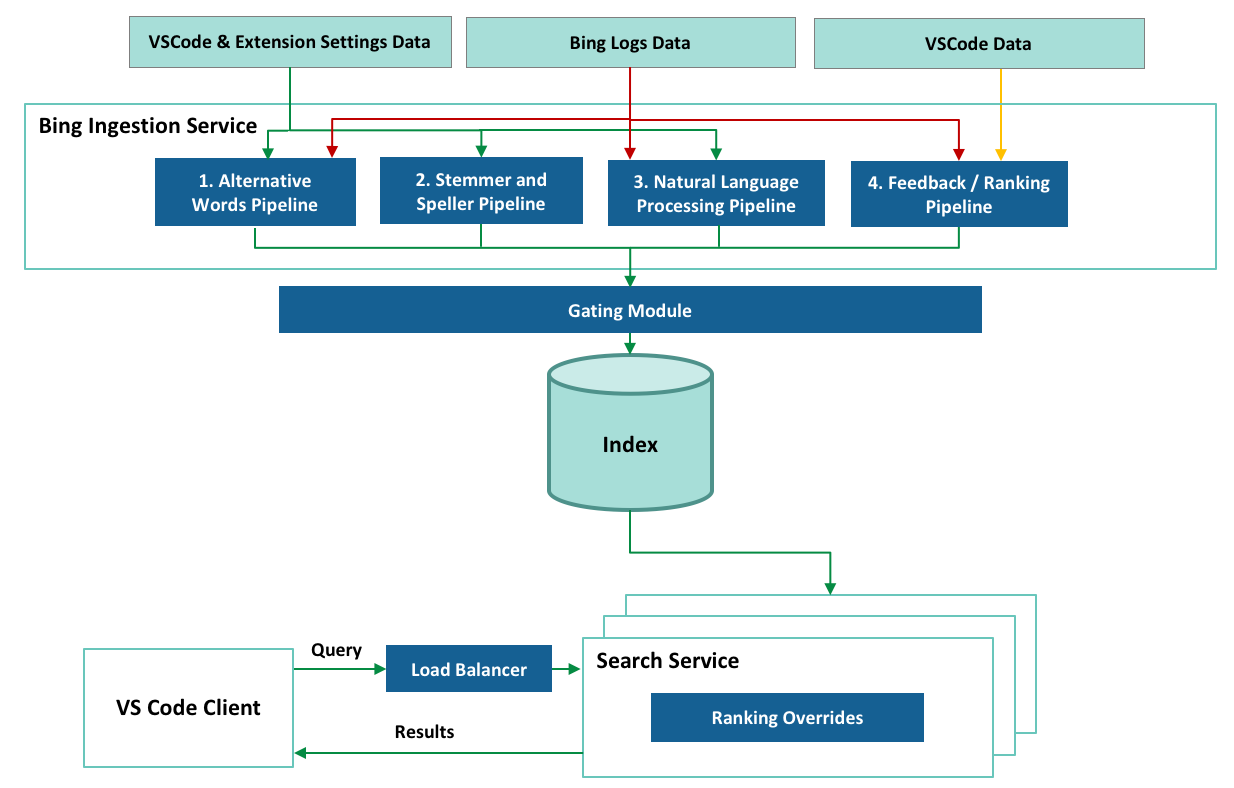 VSCode & Extension Settings Data
Bing Logs Data
VSCode Data
Bing Ingestion Service
1. Alternative
Words Pipeline
2. Stemmer and
Speller Pipeline
3. Natural Language
Processing Pipeline
4. Feedback / Ranking
Pipeline
Gating Module
Index
Query
Load Balancer
Search Service
VS Code Client
Ranking Overrides
Results